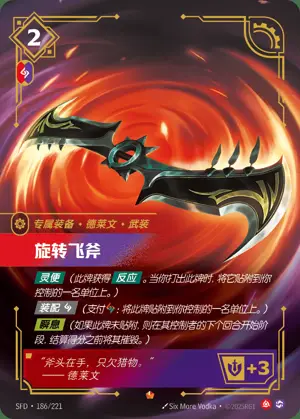 2
专属装备·德莱文·武装
旋转飞斧
灵便（此牌获得 反应。当你打出此牌时，将它贴附到你
控制的一名单位上。）
装配（支付：将此牌贴附到你控制的一名单位上。）
瞬息（如果此牌未贴附，则在其控制者的下个回合开始阶
段，结算得分之前将其摧毁。）
“斧头在手，只欠猎物。”
—— 德莱文
+3
SFD · 186/221
Six More Vodka